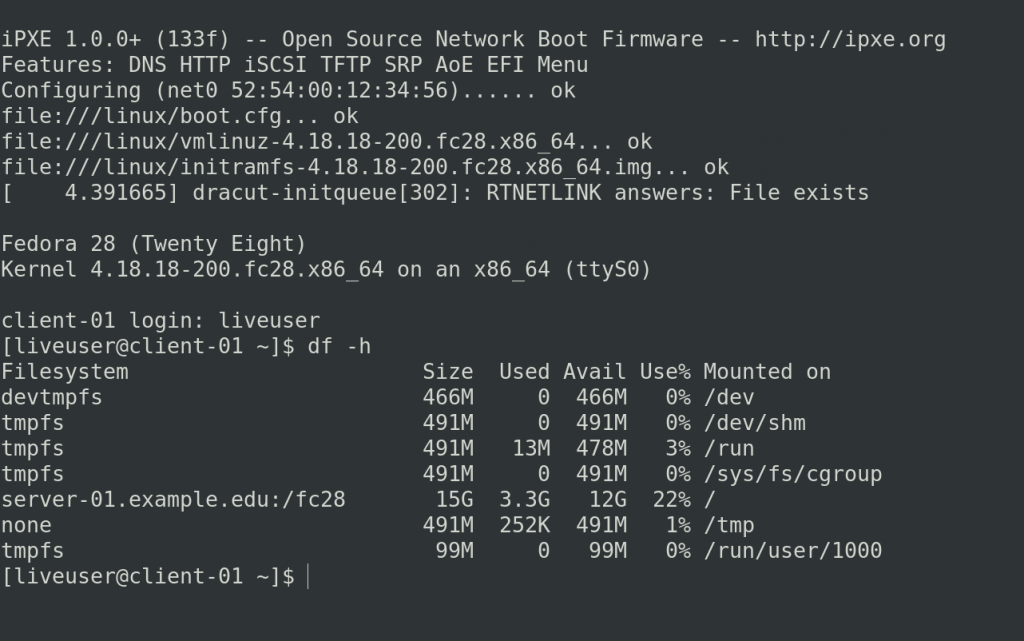 iPXE 1.0.0+ (133f) -- Open Source Network Boot Firmware -- http://ipxe.org
Features: DNS HTTP iSCSI TFTP SRP AoE EFI Menu
Configuring (net0 52:54:00:12:34:56)...... ok
file:///linux/boot.cfg... ok
file:///linux/vmlinuz-4.18.18-200.fc28.x86_64... ok
file:///linux/initramfs-4.18.18-200.fc28.x86_64.img... ok
[    4.391665] dracut-initqueue[302]: RTNETLINK answers: File exists
Fedora 28 (Twenty Eight)
Kernel 4.18.18-200.fc28.x86_64 on an x86_64 (ttyS0)
client-01 login: liveuser
[liveuser@client-01 ~]$ df -h
Filesystem                       Size  Used Avail Use% Mounted on
devtmpfs                         466M     0  466M   0% /dev
tmpfs                            491M     0  491M   0% /dev/shm
tmpfs                            491M   13M  478M   3% /run
tmpfs                            491M     0  491M   0% /sys/fs/cgroup
server-01.example.edu:/fc28       15G  3.3G   12G  22% /
none                             491M  252K  491M   1% /tmp
tmpfs                             99M     0   99M   0% /run/user/1000
[liveuser@client-01 ~]$